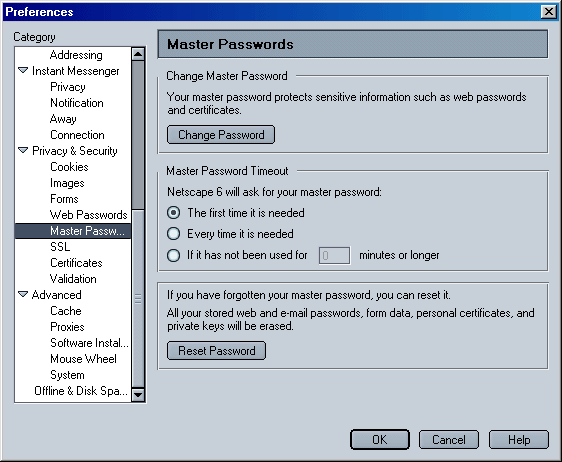 Preferences
Category
Addressing
Instant Messenger
Privacy
Notification
Away
Connection
Privacy & Security
Cookies
Images
Forms
Web Passwords
Master Passw...
SSL
Certificates
Validation
Advanced
Cache
Proxies
Software Instal...
Mouse Wheel
System
Offline & Disk Spa...
Master Passwords
Change Master Password
Your master password protects sensitive information such as web passwords
and certificates.
Change Password
Master Password Timeout
Netscape 6 will ask for your master password:
The first time it is needed
Every time it is needed
If it has not been used for 0 minutes or longer
If you have forgotten your master password, you can reset it.
All your stored web and e-mail passwords, form data, personal certificates, and
private keys will be erased.
Reset Password
OK
Cancel
Help